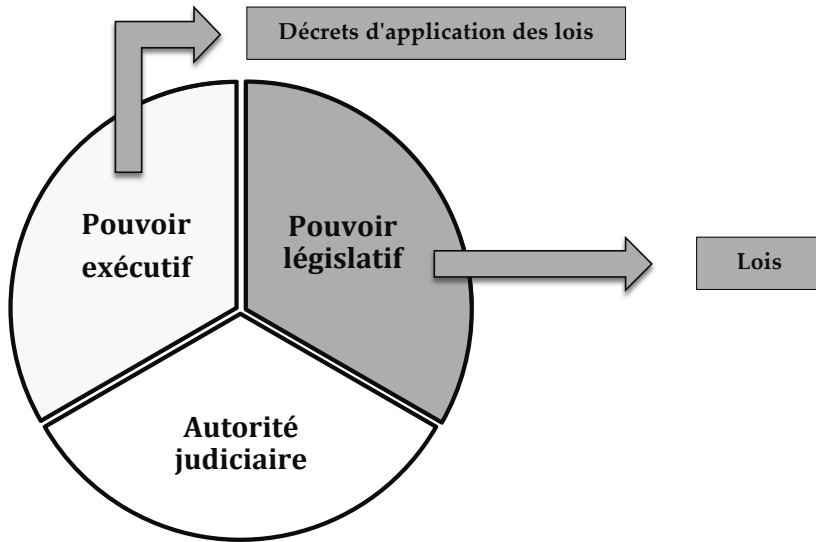 Décrets d'application des lois
Pouvoir
exécutif
Pouvoir
législatif
Lois
Autorité
judiciaire